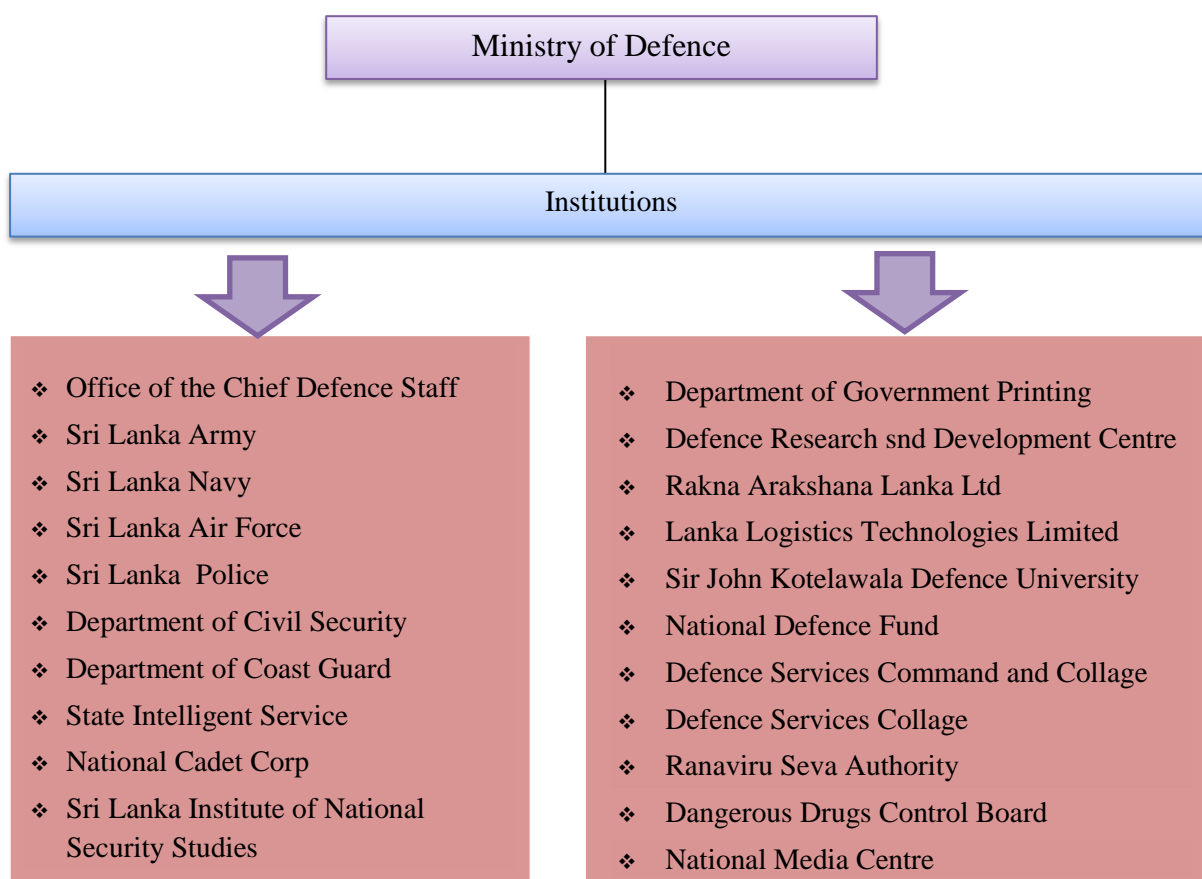 Ministry of Defence
Institutions
❖ Office of the Chief Defence Staff
❖ Sri Lanka Army
❖ Sri Lanka Navy
❖ Sri Lanka Air Force
❖ Sri Lanka  Police
❖ Department of Civil Security
❖ Department of Coast Guard
❖ State Intelligent Service
❖ National Cadet Corp
❖ Sri Lanka Institute of National
Security Studies
❖ Department of Government Printing
❖ Defence Research snd Development Centre
❖ Rakna Arakshana Lanka Ltd
❖ Lanka Logistics Technologies Limited
❖ Sir John Kotelawala Defence University
❖ National Defence Fund
❖ Defence Services Command and Collage
❖ Defence Services Collage
❖ Ranaviru Seva Authority
❖ Dangerous Drugs Control Board
❖ National Media Centre